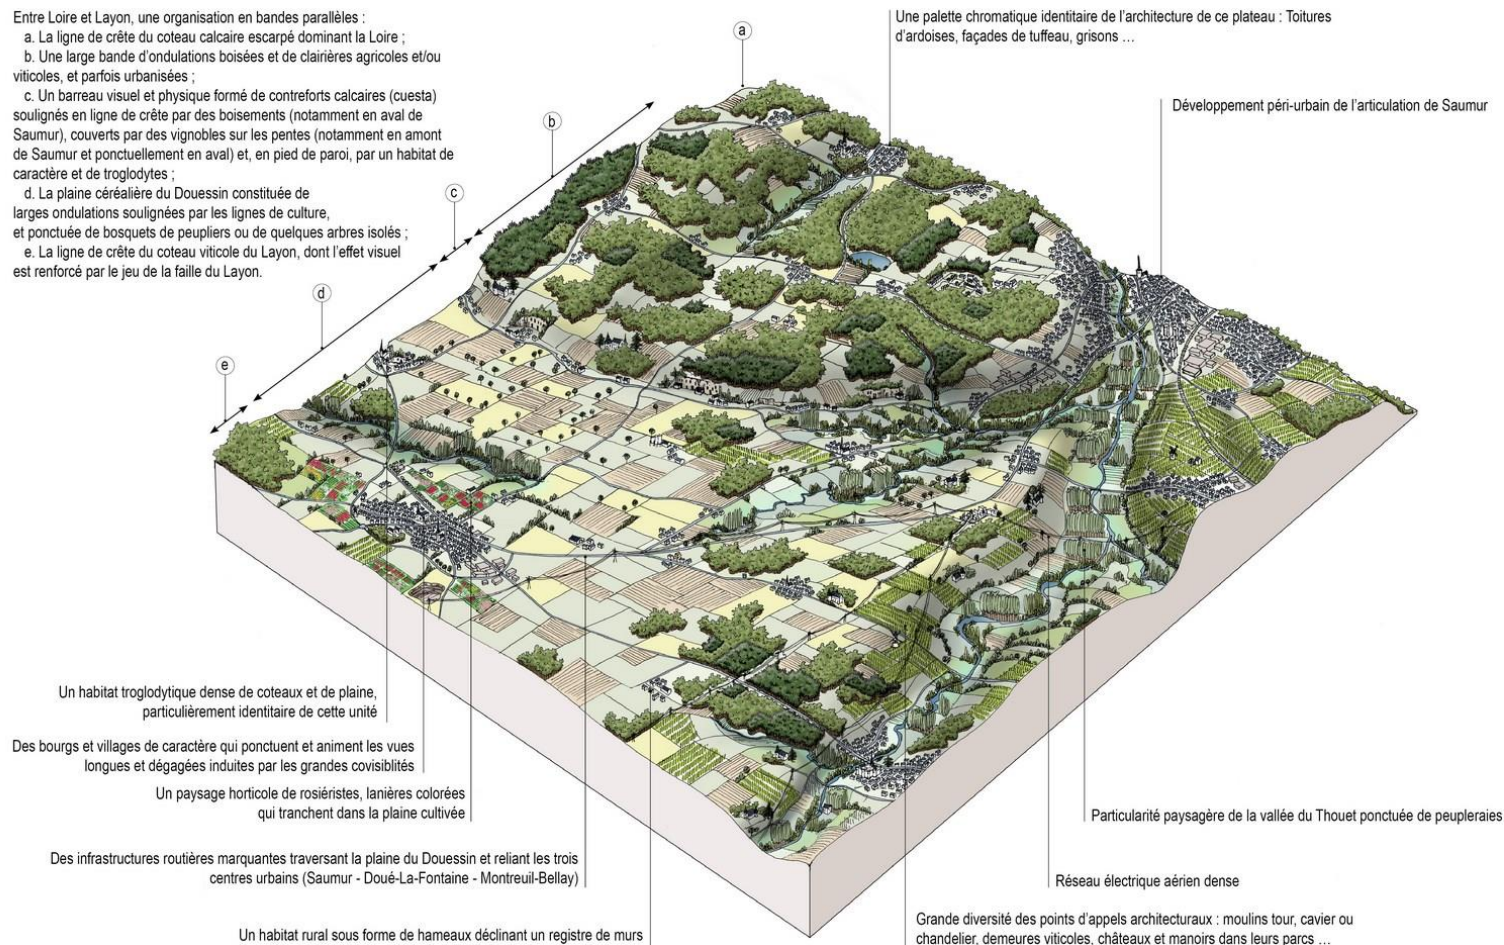 Entre Loire et Layon, une organisation en bandes parallèles :
a. La ligne de crête du coteau calcaire escarpé dominant la Loire ;
b. Une large bande d'ondulations boisées et de clairières agricoles et/ou
viticoles, et parfois urbanisées ;
c. Un barreau visuel et physique formé de contreforts calcaires (cuesta)
soulignés en ligne de crête par des boisements (notamment en aval de
Saumur), couverts par des vignobles sur les pentes (notamment en amont
de Saumur et ponctuellement en aval) et, en pied de paroi, par un habitat de
caractère et de troglodytes ;
d. La plaine céréalière du Douessin constituée de
larges ondulations soulignées par les lignes de culture,
et ponctuée de bosquets de peupliers ou de quelques arbres isolés ;
e. La ligne de crête du coteau viticole du Layon, dont l'effet visuel
est renforcé par le jeu de la faille du Layon.
a
b
c
d
e
Une palette chromatique identitaire de l'architecture de ce plateau : Toitures
d'ardoises, façades de tuffeau, grisons ...
Développement péri-urbain de l'articulation de Saumur
Un habitat troglodytique dense de coteaux et de plaine,
particulièrement identitaire de cette unité
Des bourgs et villages de caractère qui ponctuent et animent les vues
longues et dégagées induites par les grandes covisiblités
Un paysage horticole de rosiéristes, lanières colorées
qui tranchent dans la plaine cultivée
Des infrastructures routières marquantes traversant la plaine du Douessin et reliant les trois
centres urbains (Saumur - Doué-La-Fontaine - Montreuil-Bellay)
Un habitat rural sous forme de hameaux déclinant un registre de murs
Particularité paysagère de la vallée du Thouet ponctuée de peupleraies
Réseau électrique aérien dense
Grande diversité des points d'appels architecturaux : moulins tour, cavier ou
chandelier, demeures viticoles, châteaux et manoirs dans leurs parcs ...